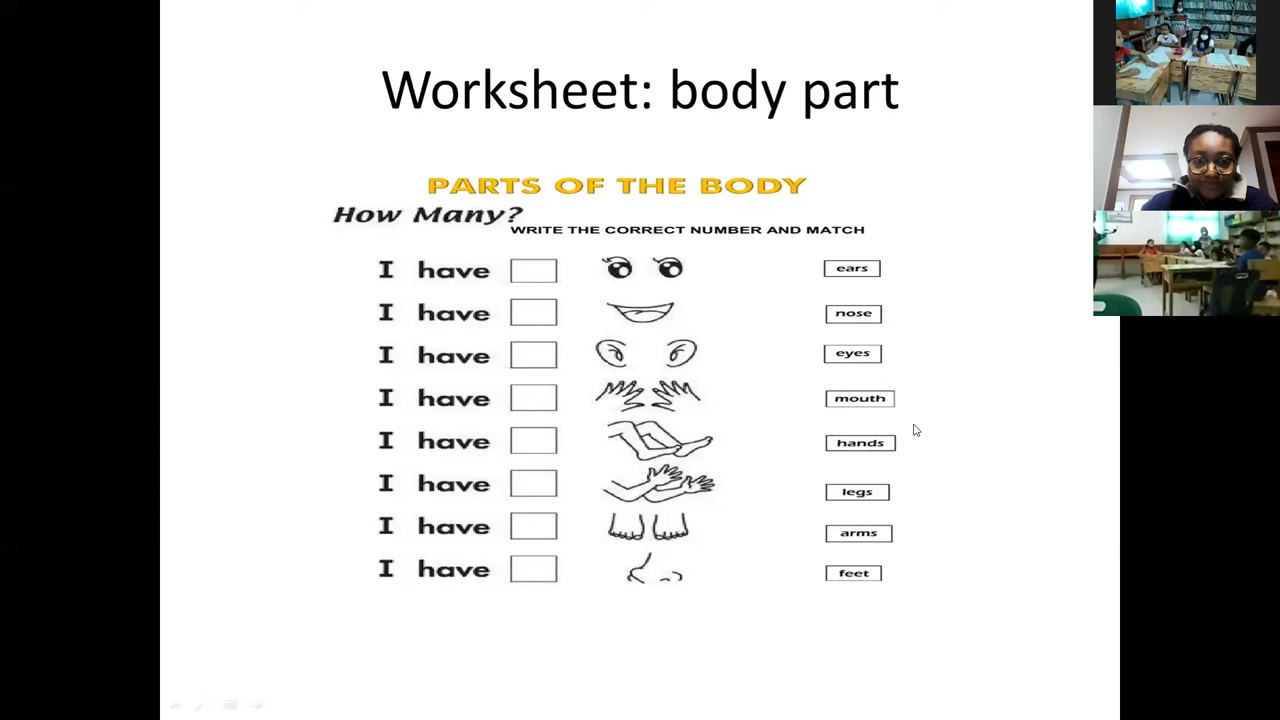 Worksheet: body part
PARTS OF THE BODY
How Many?
WRITE THE CORRECT NUMBER AND MATCH
I have ears
I have nose
I have eyes
I have mouth
I have hands
I have legs
I have arms
I have feet